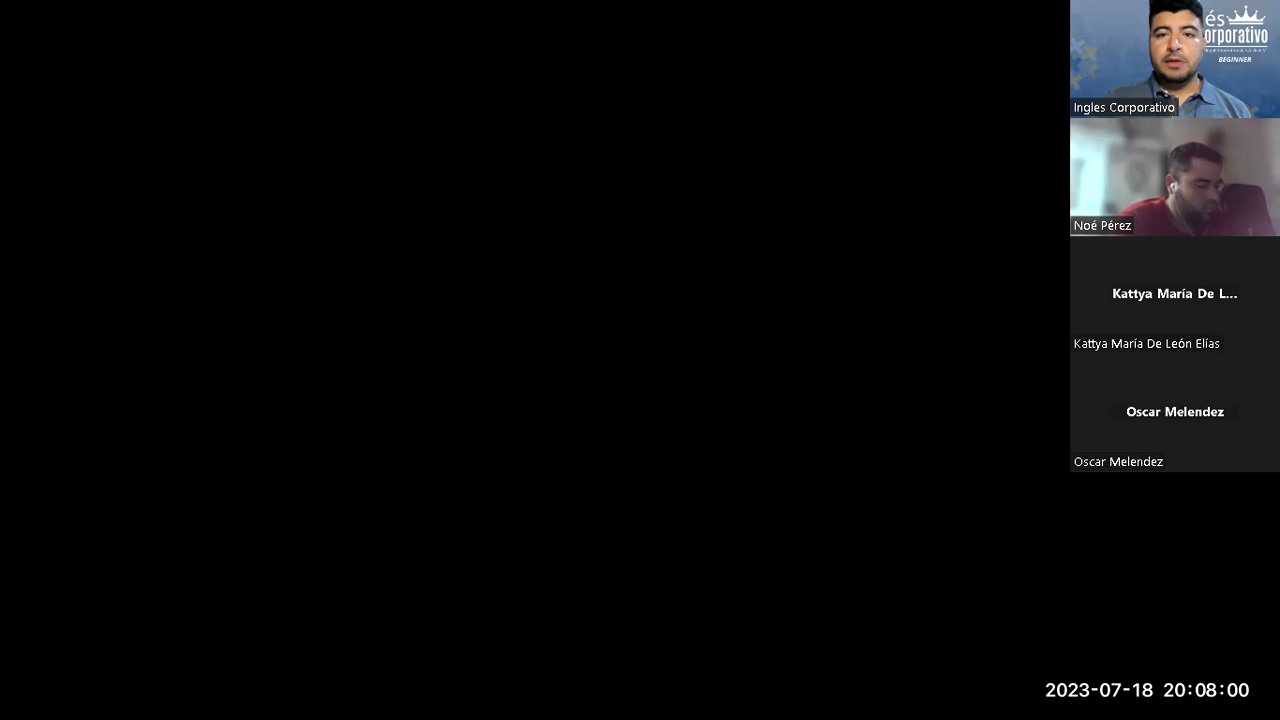 és
orporativo
BEGINNER
Ingles Corporativo
Noé Pérez
Kattya María De L...
Kattya María De León Elías
Oscar Melendez
Oscar Melendez
2023-07-18 20:08:00